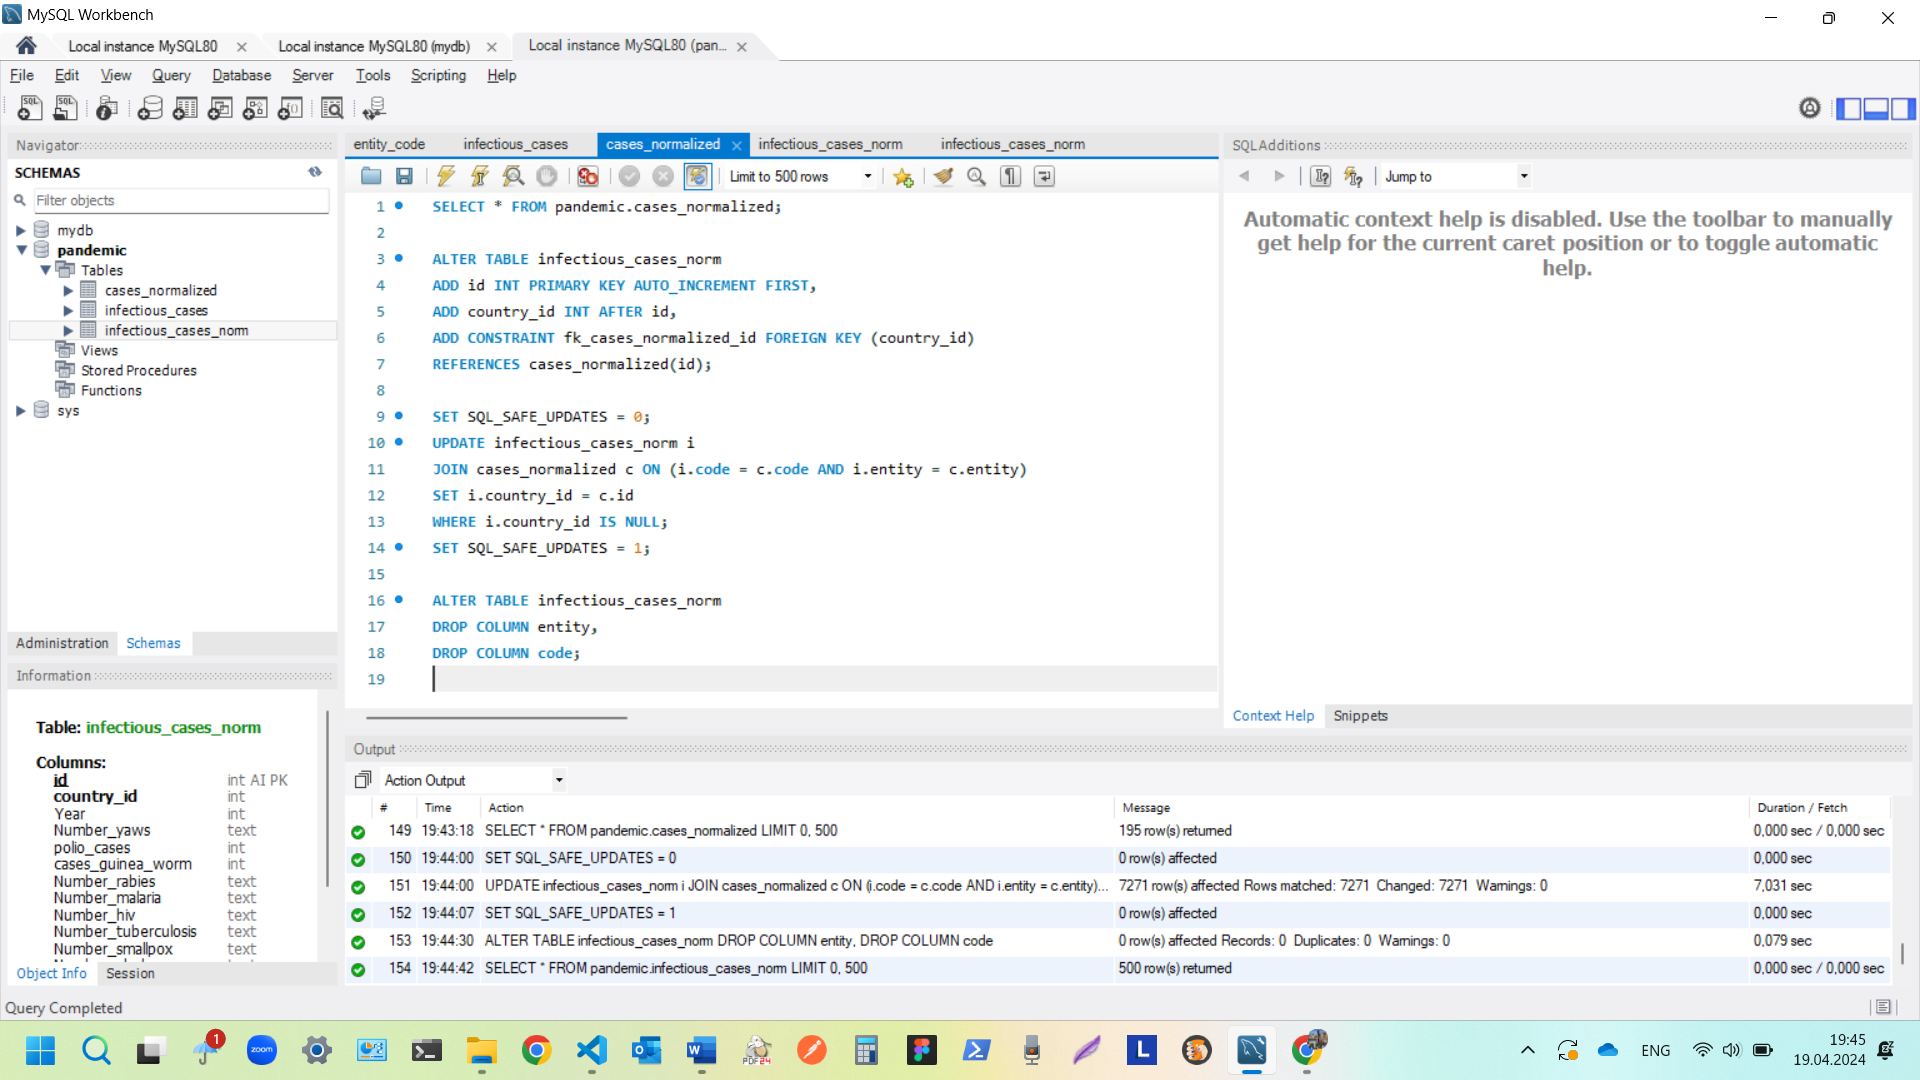 MySQL Workbench
Local instance MySQL80
Local instance MySQL80 (mydb)
Local instance MySQL80 (pan...
File Edit View Query Database Server Tools Scripting Help
Navigator
SCHEMAS
Filter objects
mydb
pandemic
Tables
cases_normalized
infectious_cases
infectious_cases_norm
Views
Stored Procedures
Functions
sys
Administration Schemas
Information
Table: infectious_cases_norm
Columns:
id int AI PK
country_id int
Year int
Number_yaws text
polio_cases int
cases_guinea_worm int
Number_rabies text
Number_malaria text
Number_hiv text
Number_tuberculosis text
Number_smallpox text
Object Info Session
entity_code infectious_cases cases_normalized infectious_cases_norm infectious_cases_norm
Limit to 500 rows
1 SELECT * FROM pandemic.cases_normalized;
2
3 ALTER TABLE infectious_cases_norm
4 ADD id INT PRIMARY KEY AUTO_INCREMENT FIRST,
5 ADD country_id INT AFTER id,
6 ADD CONSTRAINT fk_cases_normalized_id FOREIGN KEY (country_id)
7 REFERENCES cases_normalized(id);
8
9 SET SQL_SAFE_UPDATES = 0;
10 UPDATE infectious_cases_norm i
11 JOIN cases_normalized c ON (i.code = c.code AND i.entity = c.entity)
12 SET i.country_id = c.id
13 WHERE i.country_id IS NULL;
14 SET SQL_SAFE_UPDATES = 1;
15
16 ALTER TABLE infectious_cases_norm
17 DROP COLUMN entity,
18 DROP COLUMN code;
19
SQLAdditions
Jump to
Automatic context help is disabled. Use the toolbar to manually
get help for the current caret position or to toggle automatic
help.
Context Help Snippets
Output
Action Output
# Time Action Message Duration / Fetch
149 19:43:18 SELECT * FROM pandemic.cases_normalized LIMIT 0, 500 195 row(s) returned 0,000 sec / 0,000 sec
150 19:44:00 SET SQL_SAFE_UPDATES = 0 0 row(s) affected 0,000 sec
151 19:44:00 UPDATE infectious_cases_norm i JOIN cases_normalized c ON (i.code = c.code AND i.entity = c.entity)... 7271 row(s) affected Rows matched: 7271 Changed: 7271 Warnings: 0 7,031 sec
152 19:44:07 SET SQL_SAFE_UPDATES = 1 0 row(s) affected 0,000 sec
153 19:44:30 ALTER TABLE infectious_cases_norm DROP COLUMN entity, DROP COLUMN code 0 row(s) affected Records: 0 Duplicates: 0 Warnings: 0 0,079 sec
154 19:44:42 SELECT * FROM pandemic.infectious_cases_norm LIMIT 0, 500 500 row(s) returned 0,000 sec / 0,000 sec
Query Completed
1
zoom
PDF24
L
ENG
19:45
19.04.2024